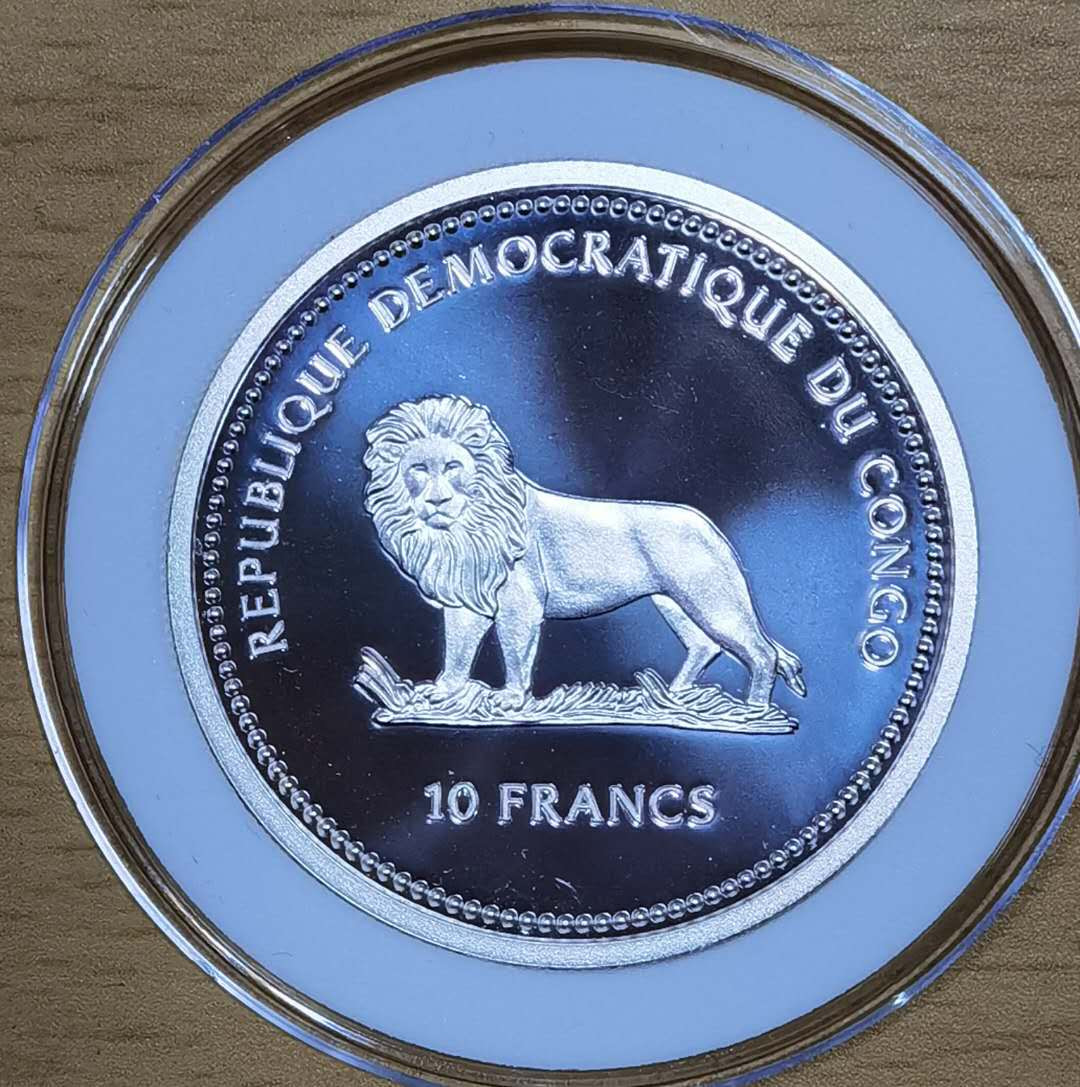 REPUBLIQUE DEMOCRATIQUE DU CONGO
10 FRANCS